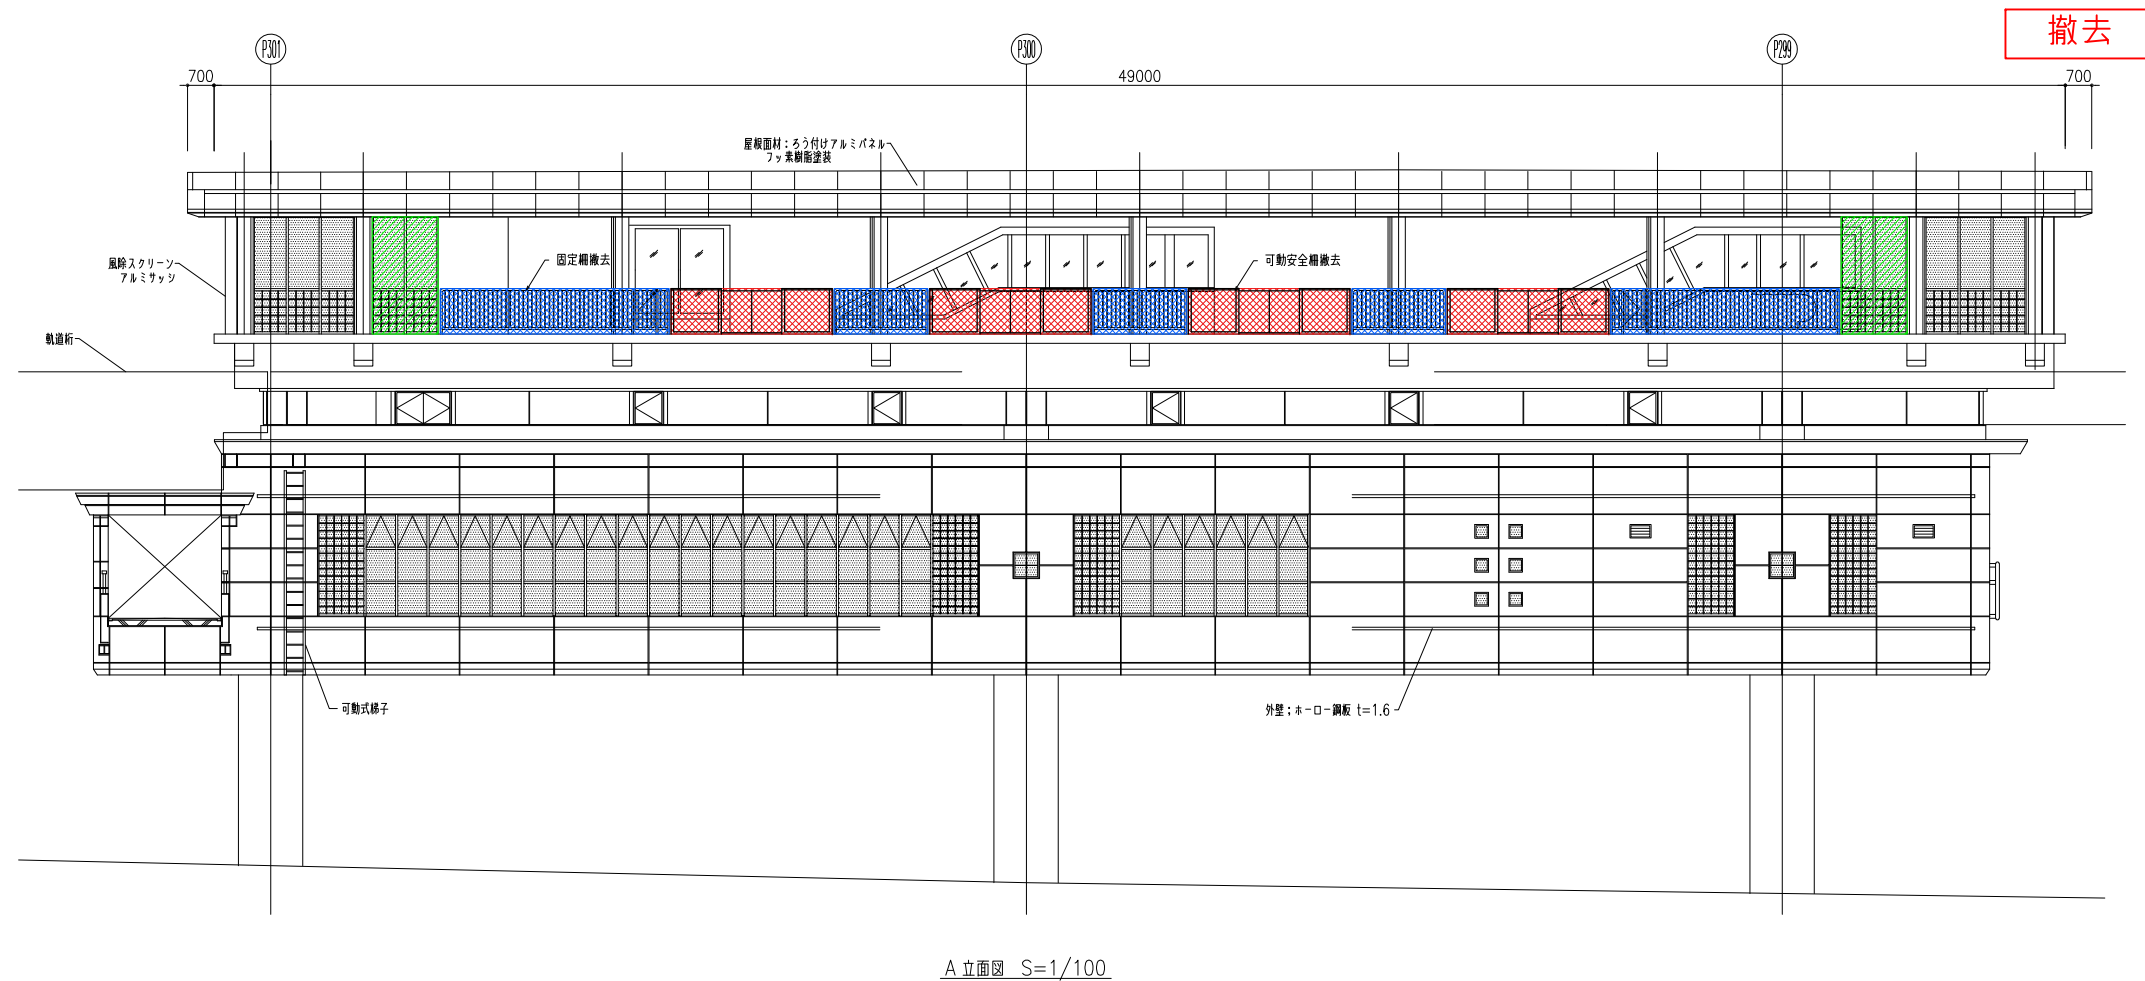 撤去
P301
P300
P299
700
49000
700
屋根面材：ろう付けアルミパネル
フッ素樹脂塗装
風除スクリーン
アルミサッシ
固定柵撤去
可動安全柵撤去
軌道桁
可動式梯子
外壁；ホーロー鋼板 t=1.6
A 立面図 S=1/100